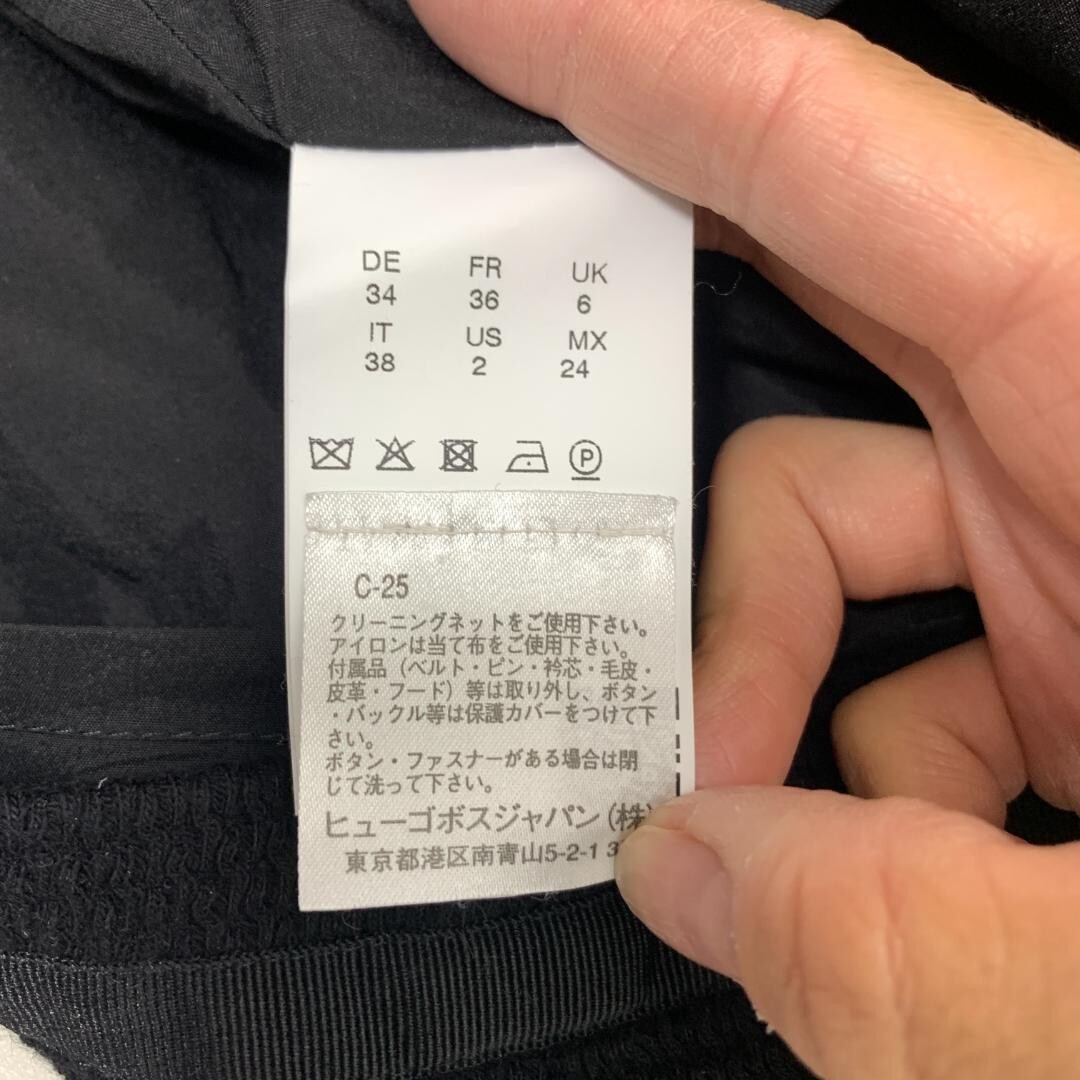 DE FR UK
34 36 6
IT US MX
38 2 24
P
C-25
クリーニングネットをご使用下さい。
アイロンは当て布をご使用下さい。
付属品(ベルト・ピン・衿芯・毛皮・
皮革・フード)等は取り外し、ボタン
・バックル等は保護カバーをつけて下
さい。
ボタン・ファスナーがある場合は閉
じて洗って下さい。
ヒューゴボスジャパン(株)
東京都港区南青山5-2-1 3